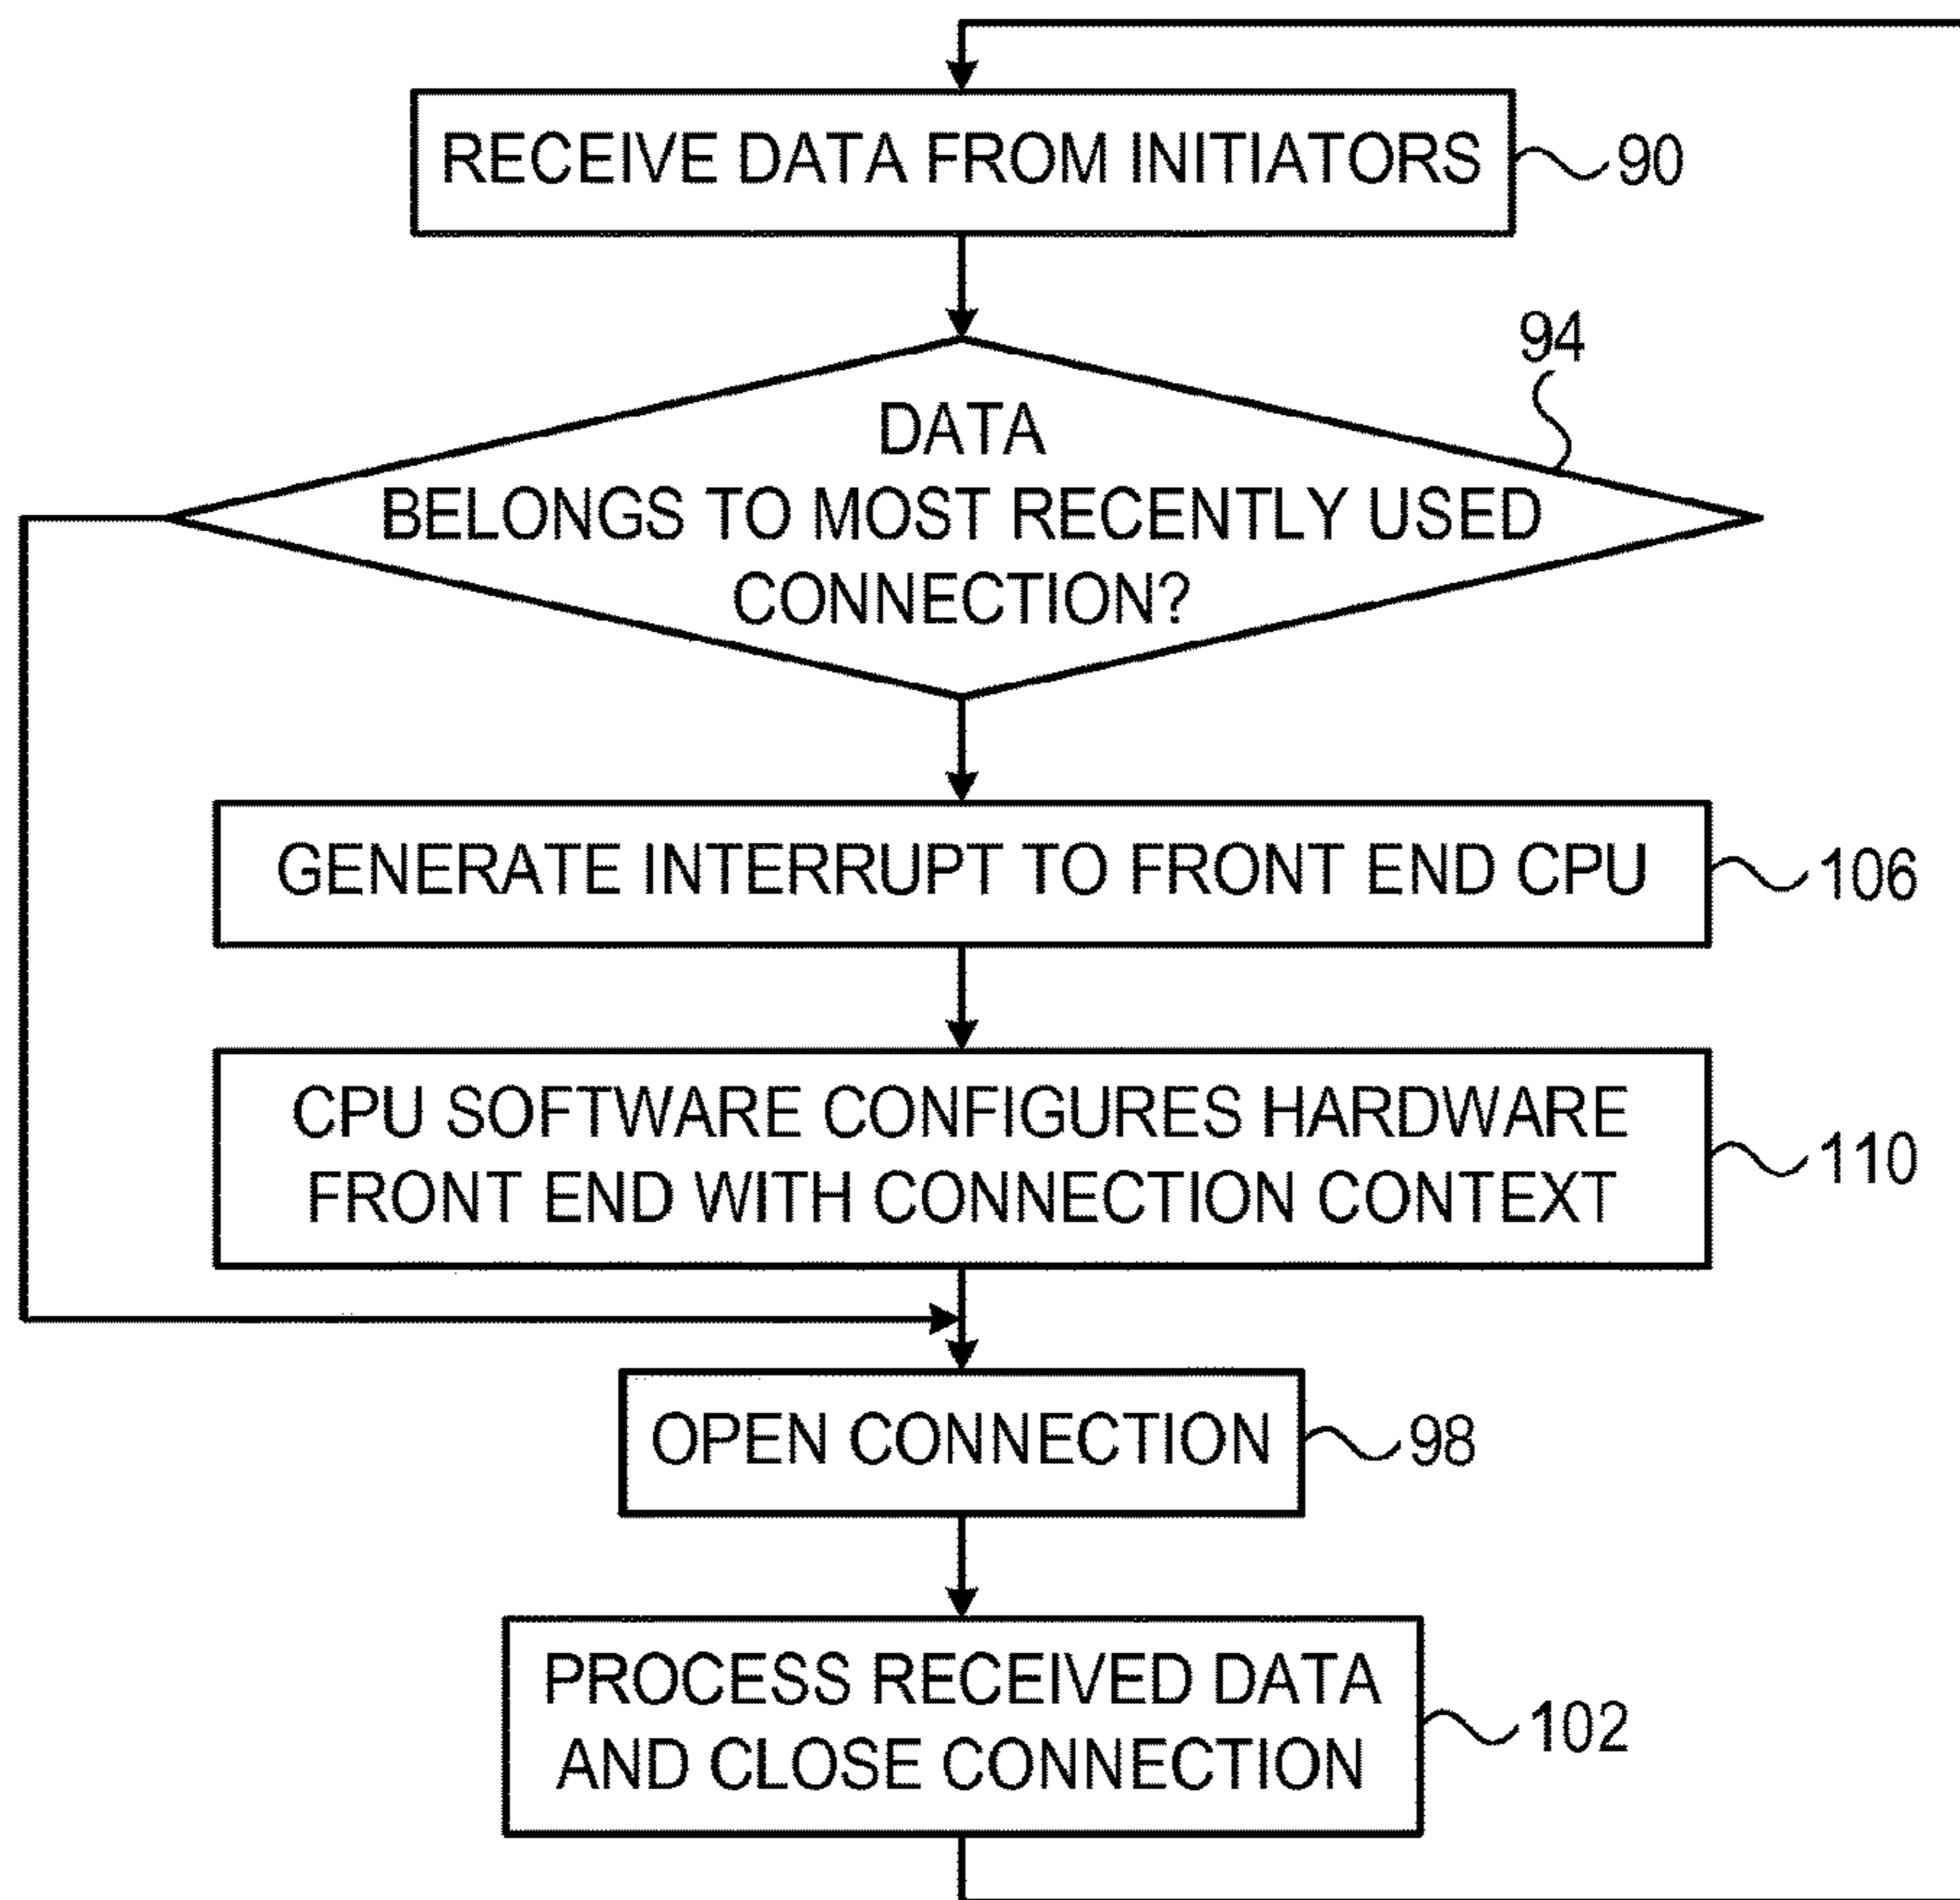 RECEIVE DATA FROM INITIATORS
90
94
DATA
BELONGS TO MOST RECENTLY USED
CONNECTION?
GENERATE INTERRUPT TO FRONT END CPU
106
CPU SOFTWARE CONFIGURES HARDWARE
FRONT END WITH CONNECTION CONTEXT
110
OPEN CONNECTION
98
PROCESS RECEIVED DATA
AND CLOSE CONNECTION
102